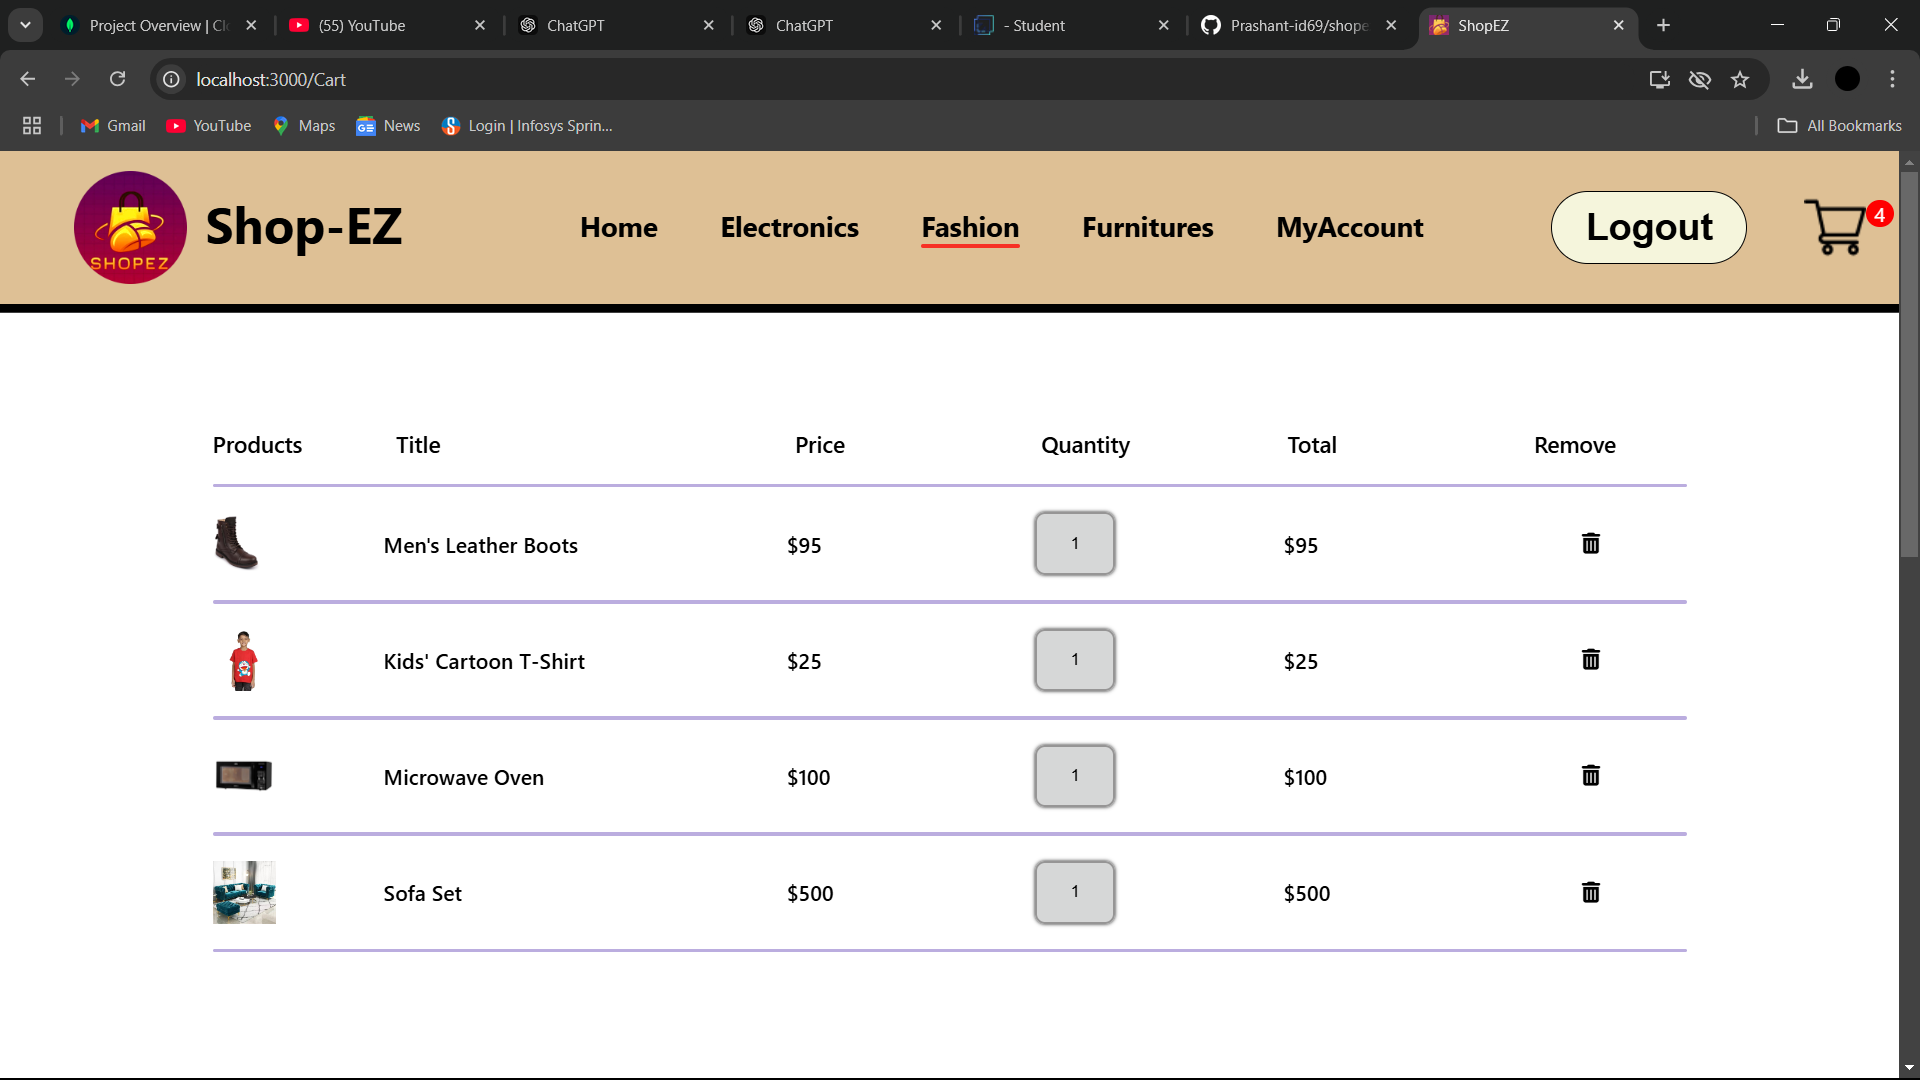 Project Overview | Clo
(55) YouTube
ChatGPT
ChatGPT
- Student
Prashant-id69/shope
ShopEZ
localhost:3000/Cart
Gmail
YouTube
Maps
News
Login | Infosys Sprin...
All Bookmarks
SHOPEZ
Shop-EZ
Home
Electronics
Fashion
Furnitures
MyAccount
Logout
4
Products Title Price Quantity Total Remove
Men's Leather Boots $95 1 $95
Kids' Cartoon T-Shirt $25 1 $25
Microwave Oven $100 1 $100
Sofa Set $500 1 $500